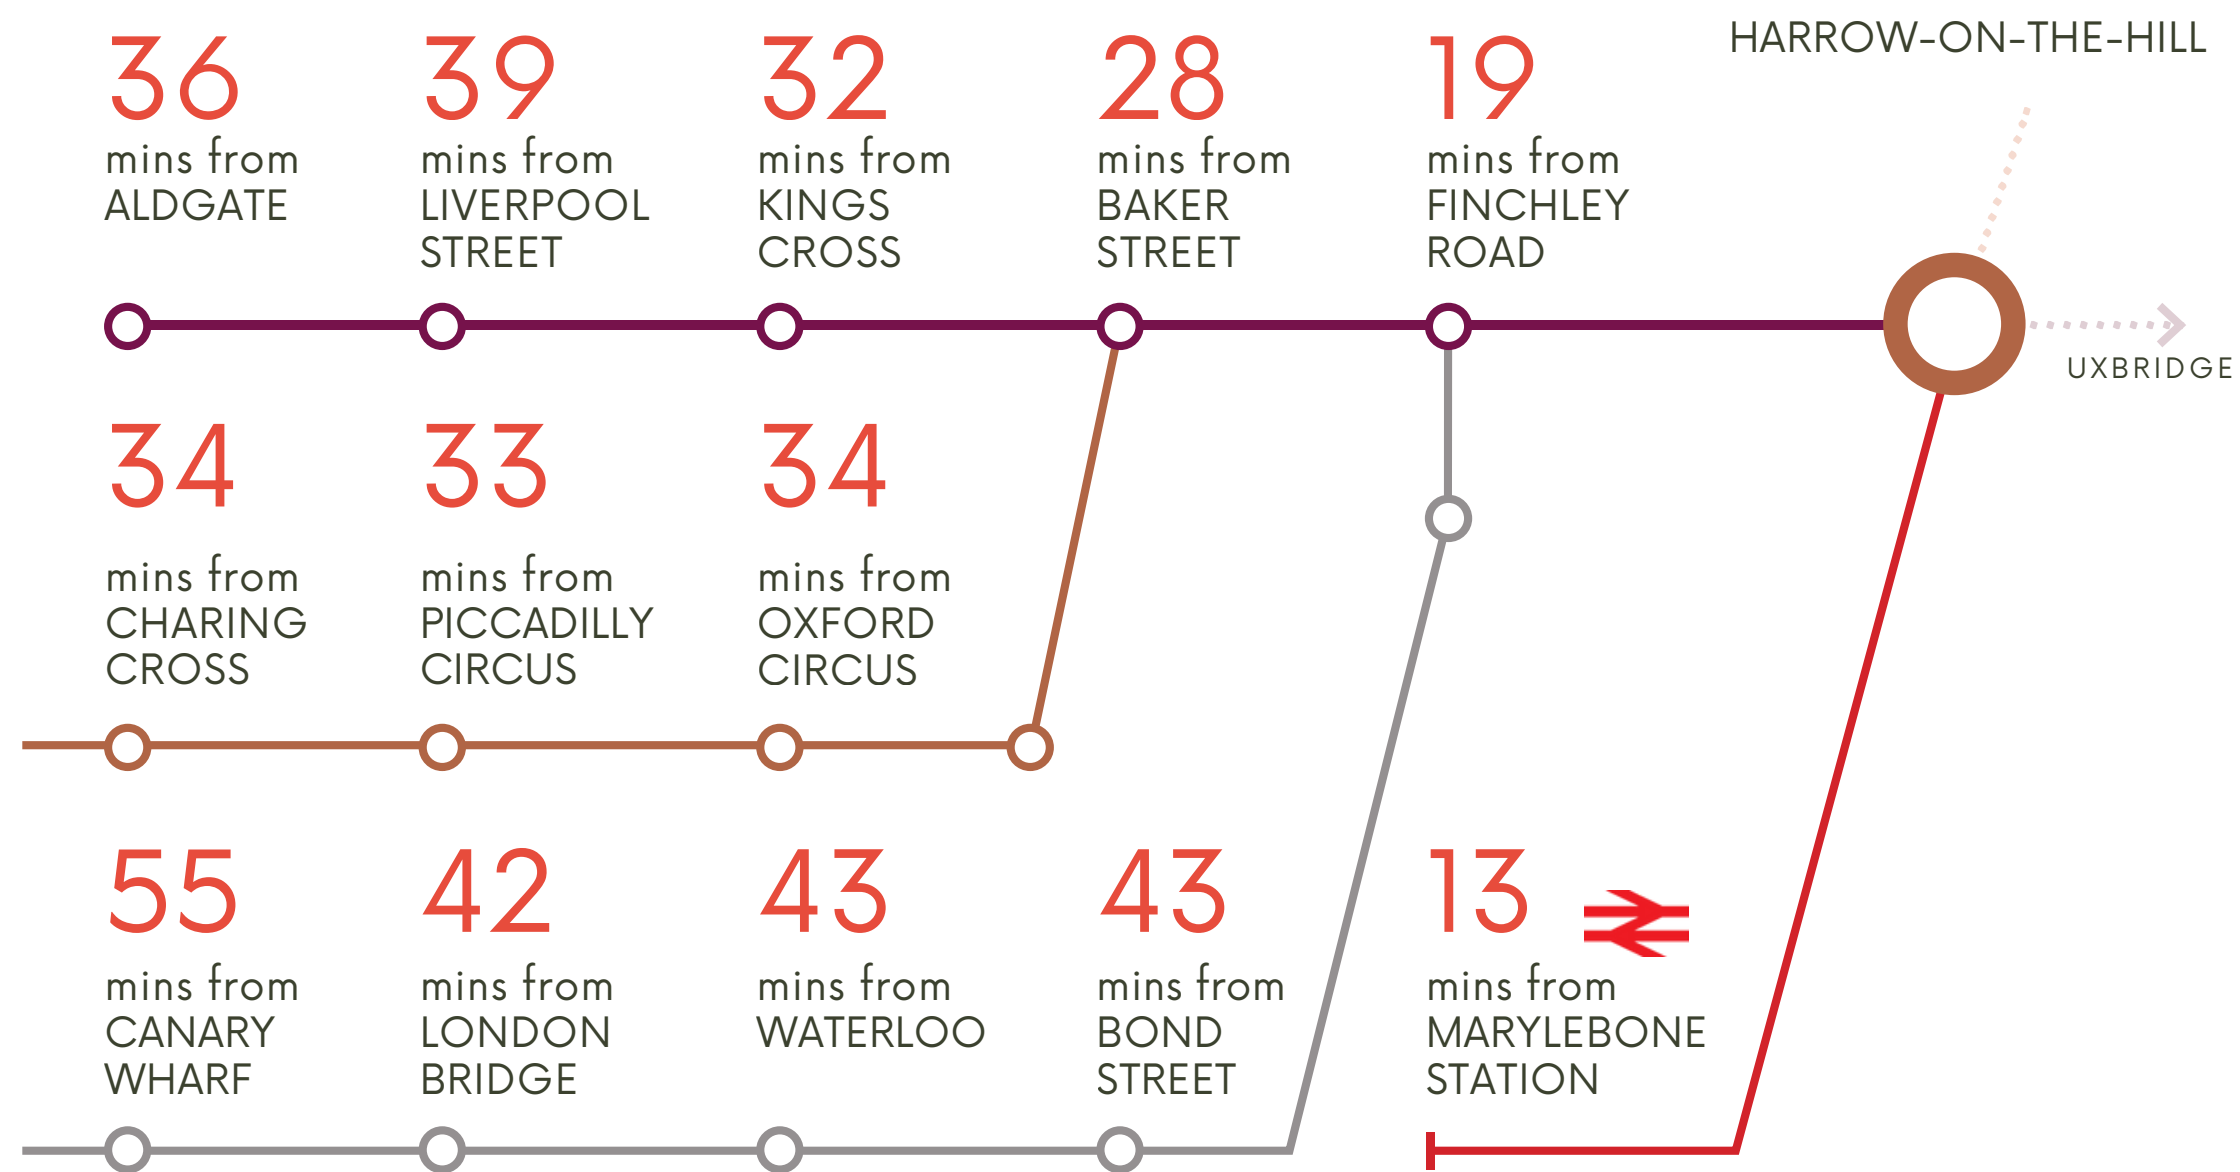 HARROW-ON-THE-HILL
36
mins from
ALDGATE
39
mins from
LIVERPOOL
STREET
32
mins from
KINGS
CROSS
28
mins from
BAKER
STREET
19
mins from
FINCHLEY
ROAD
UXBRIDGE
34
mins from
CHARING
CROSS
33
mins from
PICCADILLY
CIRCUS
34
mins from
OXFORD
CIRCUS
55
mins from
CANARY
WHARF
42
mins from
LONDON
BRIDGE
43
mins from
WATERLOO
43
mins from
BOND
STREET
13
mins from
MARYLEBONE
STATION